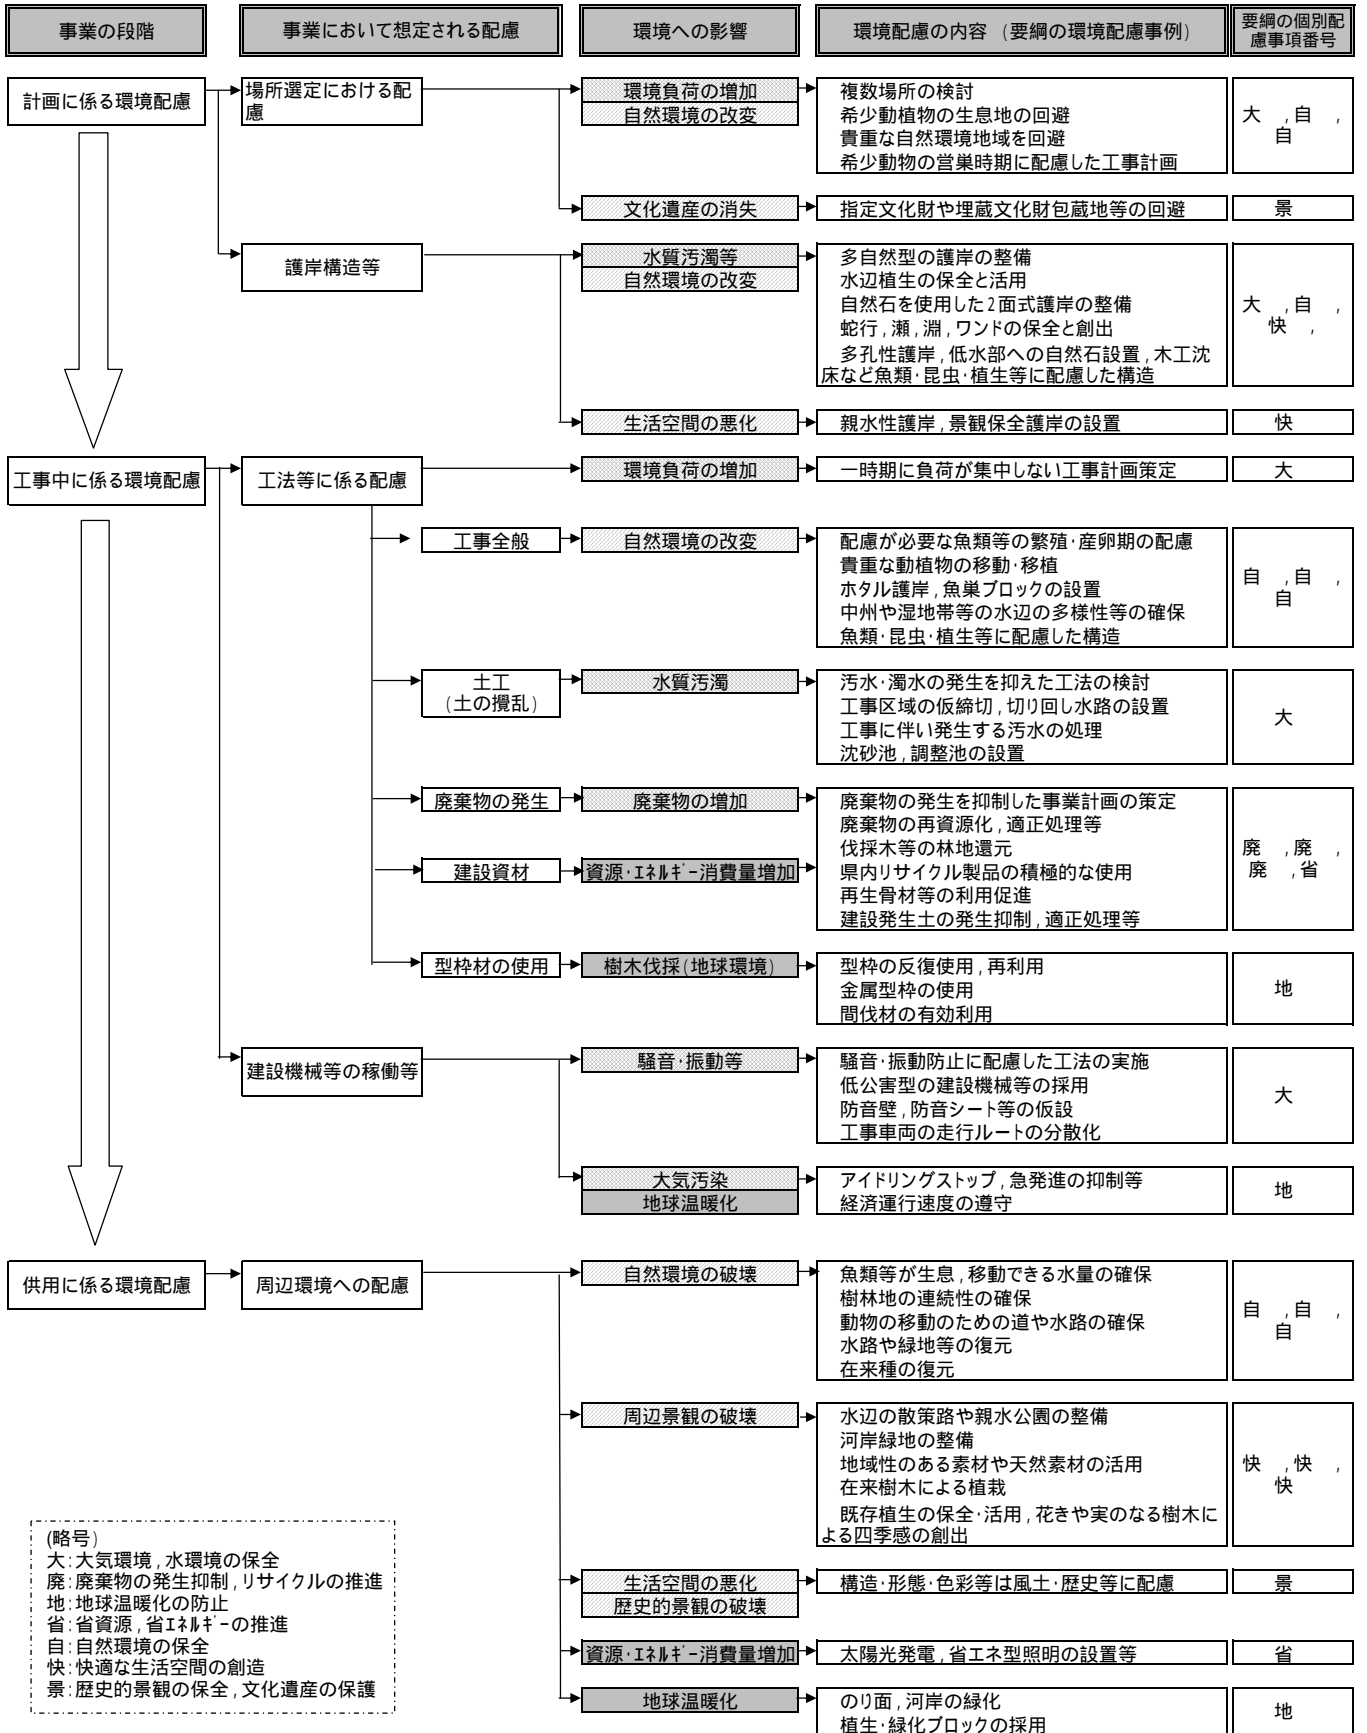 事業の段階
事業において想定される配慮
環境への影響
環境配慮の内容 (要綱の環境配慮事例)
要綱の個別配
慮事項番号
計画に係る環境配慮
場所選定における配
慮
環境負荷の増加
自然環境の改変
複数場所の検討
希少動植物の生息地の回避
貴重な自然環境地域を回避
希少動物の営巣時期に配慮した工事計画
大 ,自 ,
自
文化遺産の消失
指定文化財や埋蔵文化財包蔵地等の回避
景
護岸構造等
水質汚濁等
自然環境の改変
多自然型の護岸の整備
水辺植生の保全と活用
自然石を使用した2面式護岸の整備
蛇行,瀬,淵,ワンドの保全と創出
多孔性護岸,低水部への自然石設置,木工沈
床など魚類・昆虫・植生等に配慮した構造
大 ,自 ,
快 ,
生活空間の悪化
親水性護岸,景観保全護岸の設置
快
工事中に係る環境配慮
工法等に係る配慮
環境負荷の増加
一時期に負荷が集中しない工事計画策定
大
工事全般
自然環境の改変
配慮が必要な魚類等の繁殖・産卵期の配慮
貴重な動植物の移動・移植
ホタル護岸,魚巣ブロックの設置
中州や湿地帯等の水辺の多様性等の確保
魚類・昆虫・植生等に配慮した構造
自 ,自 ,
自
土工
(土の攪乱)
水質汚濁
汚水・濁水の発生を抑えた工法の検討
工事区域の仮締切,切り回し水路の設置
工事に伴い発生する汚水の処理
沈砂池,調整池の設置
大
廃棄物の発生
廃棄物の増加
廃棄物の発生を抑制した事業計画の策定
廃棄物の再資源化,適正処理等
伐採木等の林地還元
県内リサイクル製品の積極的な使用
再生骨材等の利用促進
建設発生土の発生抑制,適正処理等
廃 ,廃 ,
廃 ,省
建設資材
資源・エネルギー消費量増加
型枠材の使用
樹木伐採(地球環境)
型枠の反復使用,再利用
金属型枠の使用
間伐材の有効利用
地
建設機械等の稼働等
騒音・振動等
騒音・振動防止に配慮した工法の実施
低公害型の建設機械等の採用
防音壁,防音シート等の仮設
工事車両の走行ルートの分散化
大
大気汚染
地球温暖化
アイドリングストップ,急発進の抑制等
経済運行速度の遵守
地
供用に係る環境配慮
周辺環境への配慮
自然環境の破壊
魚類等が生息,移動できる水量の確保
樹林地の連続性の確保
動物の移動のための道や水路の確保
水路や緑地等の復元
在来種の復元
自 ,自 ,
自
周辺景観の破壊
水辺の散策路や親水公園の整備
河岸緑地の整備
地域性のある素材や天然素材の活用
在来樹木による植栽
既存植生の保全・活用,花きや実のなる樹木に
よる四季感の創出
快 ,快 ,
快
生活空間の悪化
歴史的景観の破壊
構造・形態・色彩等は風土・歴史等に配慮
景
資源・エネルギー消費量増加
太陽光発電,省エネ型照明の設置等
省
地球温暖化
のり面,河岸の緑化
植生・緑化ブロックの採用
地
(略号)
大:大気環境,水環境の保全
廃:廃棄物の発生抑制,リサイクルの推進
地:地球温暖化の防止
省:省資源,省エネルギーの推進
自:自然環境の保全
快:快適な生活空間の創造
景:歴史的景観の保全,文化遺産の保護